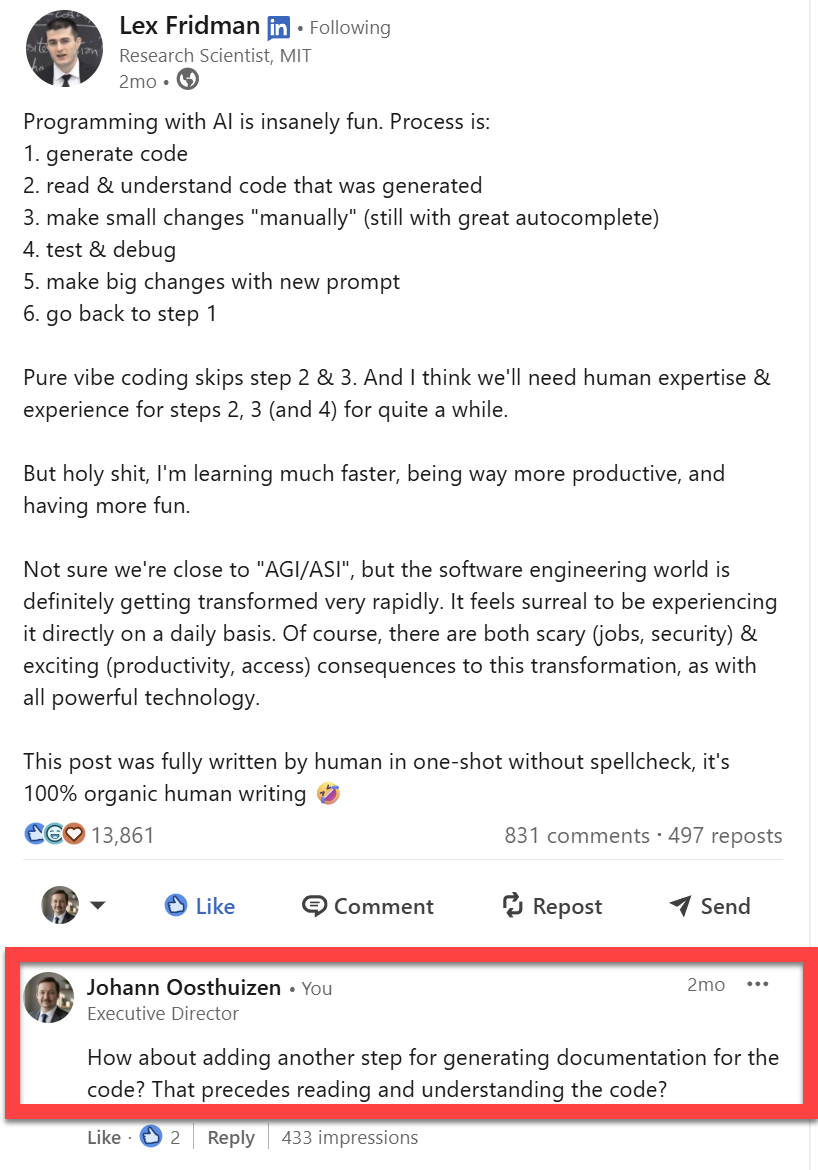 Lex Fridman in • Following
Research Scientist, MIT
2mo •
Programming with AI is insanely fun. Process is:
1. generate code
2. read & understand code that was generated
3. make small changes "manually" (still with great autocomplete)
4. test & debug
5. make big changes with new prompt
6. go back to step 1
Pure vibe coding skips step 2 & 3. And I think we'll need human expertise &
experience for steps 2, 3 (and 4) for quite a while.
But holy shit, I'm learning much faster, being way more productive, and
having more fun.
Not sure we're close to "AGI/ASI", but the software engineering world is
definitely getting transformed very rapidly. It feels surreal to be experiencing
it directly on a daily basis. Of course, there are both scary (jobs, security) &
exciting (productivity, access) consequences to this transformation, as with
all powerful technology.
This post was fully written by human in one-shot without spellcheck, it's
100% organic human writing 🤣
13,861 831 comments · 497 reposts
Like Comment Repost Send
Johann Oosthuizen • You 2mo •••
Executive Director
How about adding another step for generating documentation for the
code? That precedes reading and understanding the code?
Like · 2 Reply 433 impressions